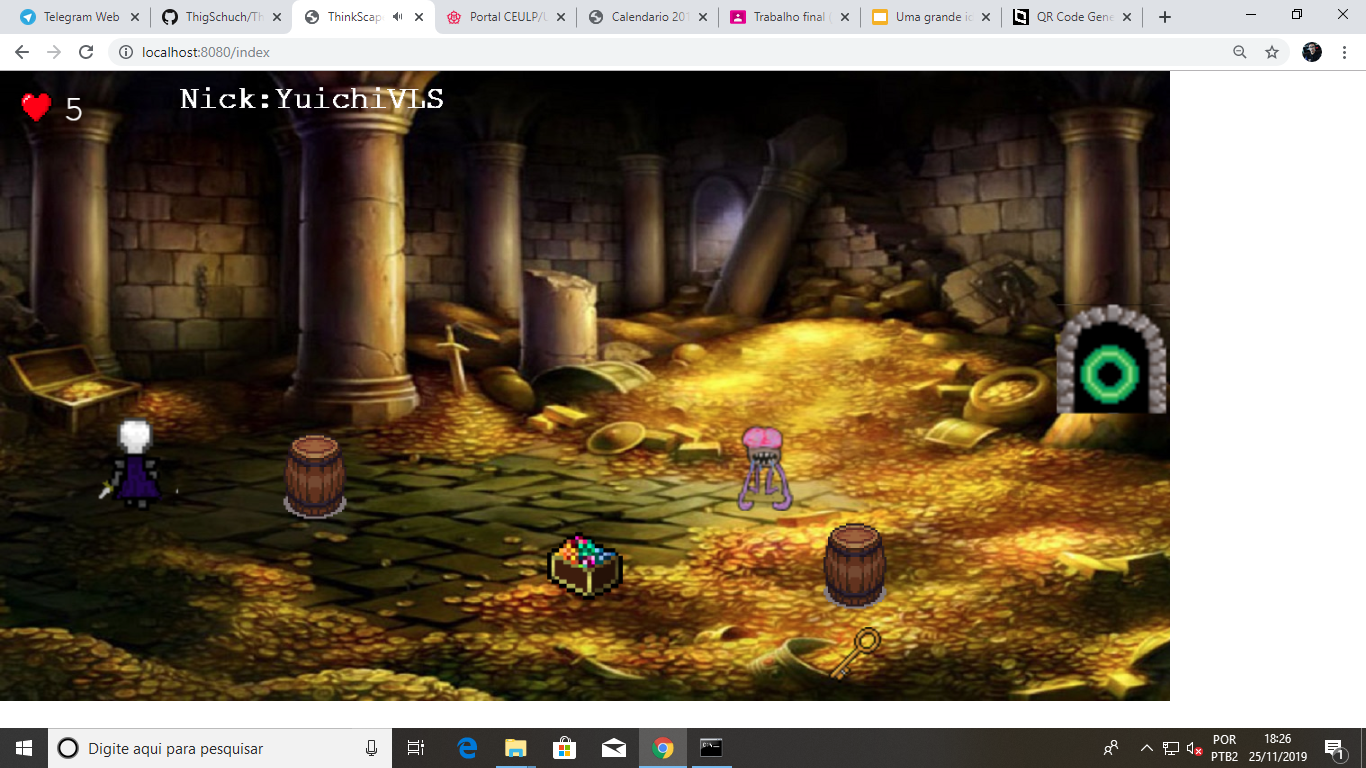 Telegram Web
ThigSchuch/Th
ThinkScap
Portal CEULP/U
Calendario 201
Trabalho final (
Uma grande id
QR Code Gene
localhost:8080/index
5
Nick:YuichiVLS
Digite aqui para pesquisar
POR
PTB2
18:26
25/11/2019
1